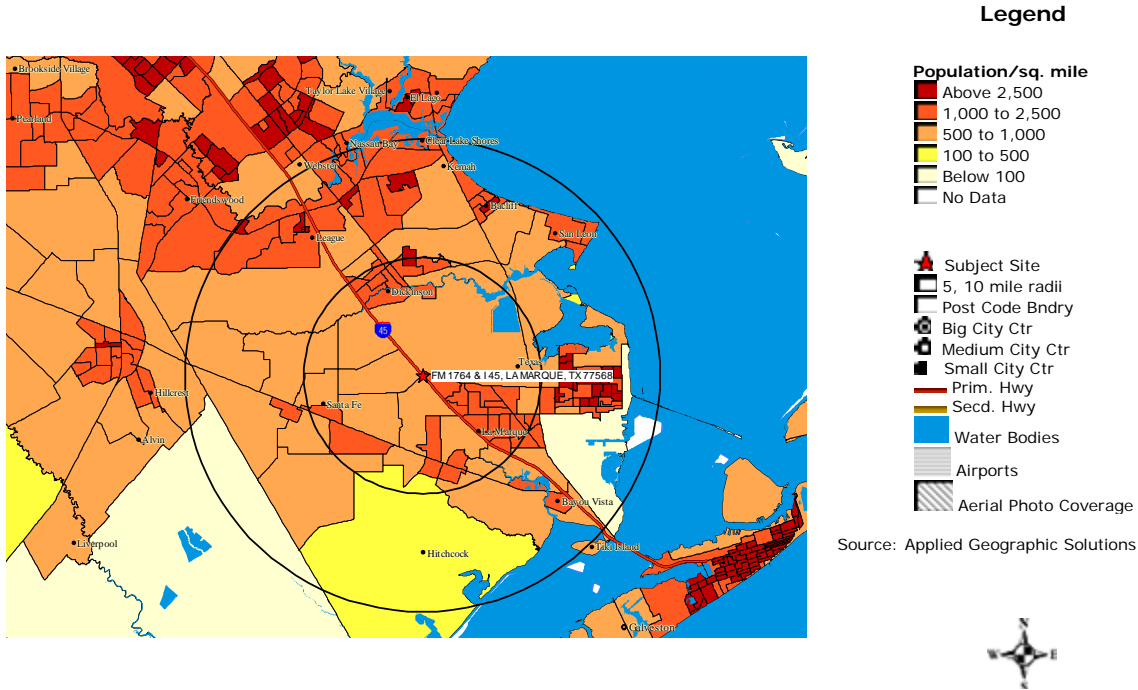 Legend
Population/sq. mile
Above 2,500
1,000 to 2,500
500 to 1,000
100 to 500
Below 100
No Data
Subject Site
5, 10 mile radii
Post Code Bndry
Big City Ctr
Medium City Ctr
Small City Ctr
Prim. Hwy
Secd. Hwy
Water Bodies
Airports
Aerial Photo Coverage
Source: Applied Geographic Solutions
N
W E
S
Brookside Village
Taylor Lake Village
El Lago
Pearland
Nassau Bay
Clear Lake Shores
Webster
Kemah
Friendswood
Bacliff
League
San Leon
Dickinson
45
Texas
FM 1764 & I 45, LA MARQUE, TX 77568
Hillcrest
Santa Fe
La Marque
Alvin
Bayou Vista
Liverpool
Hitchcock
Tiki Island
Galveston